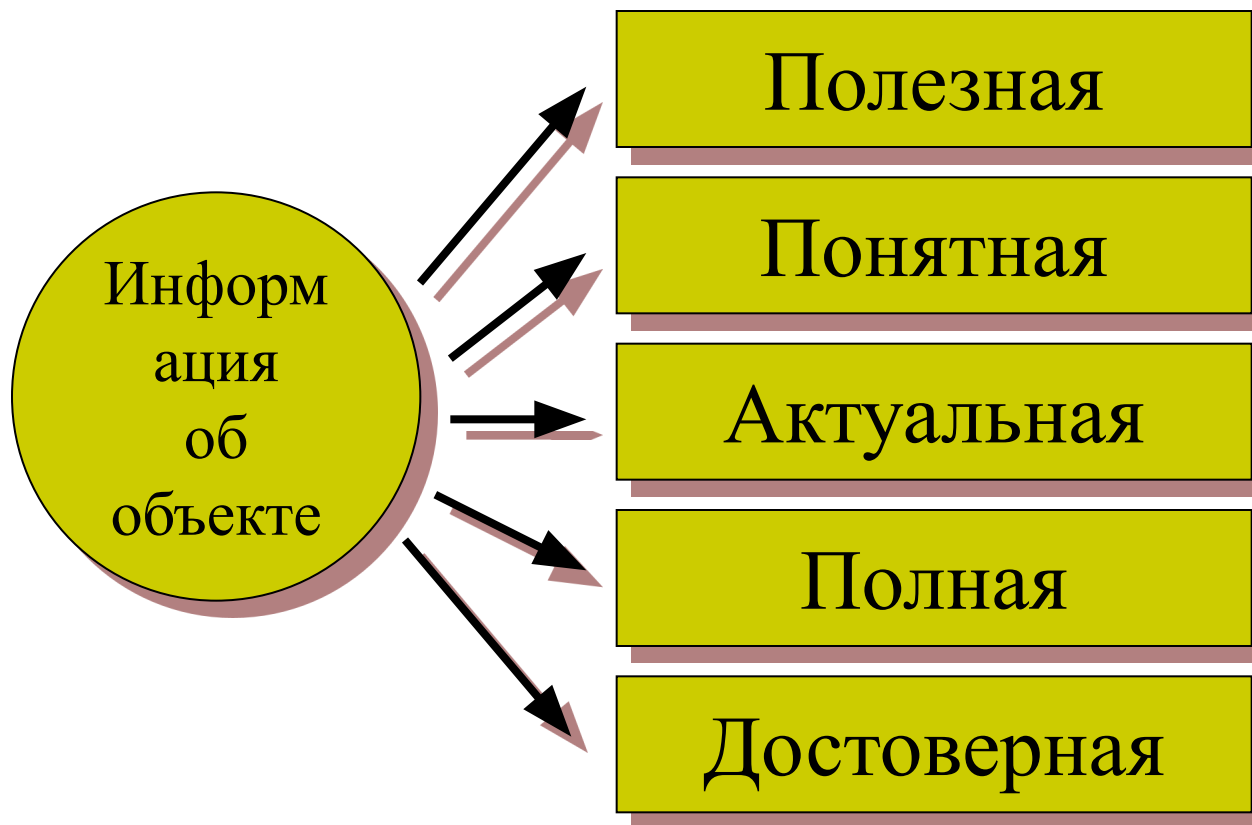 Информ
ация
об
объекте
Полезная
Понятная
Актуальная
Полная
Достоверная